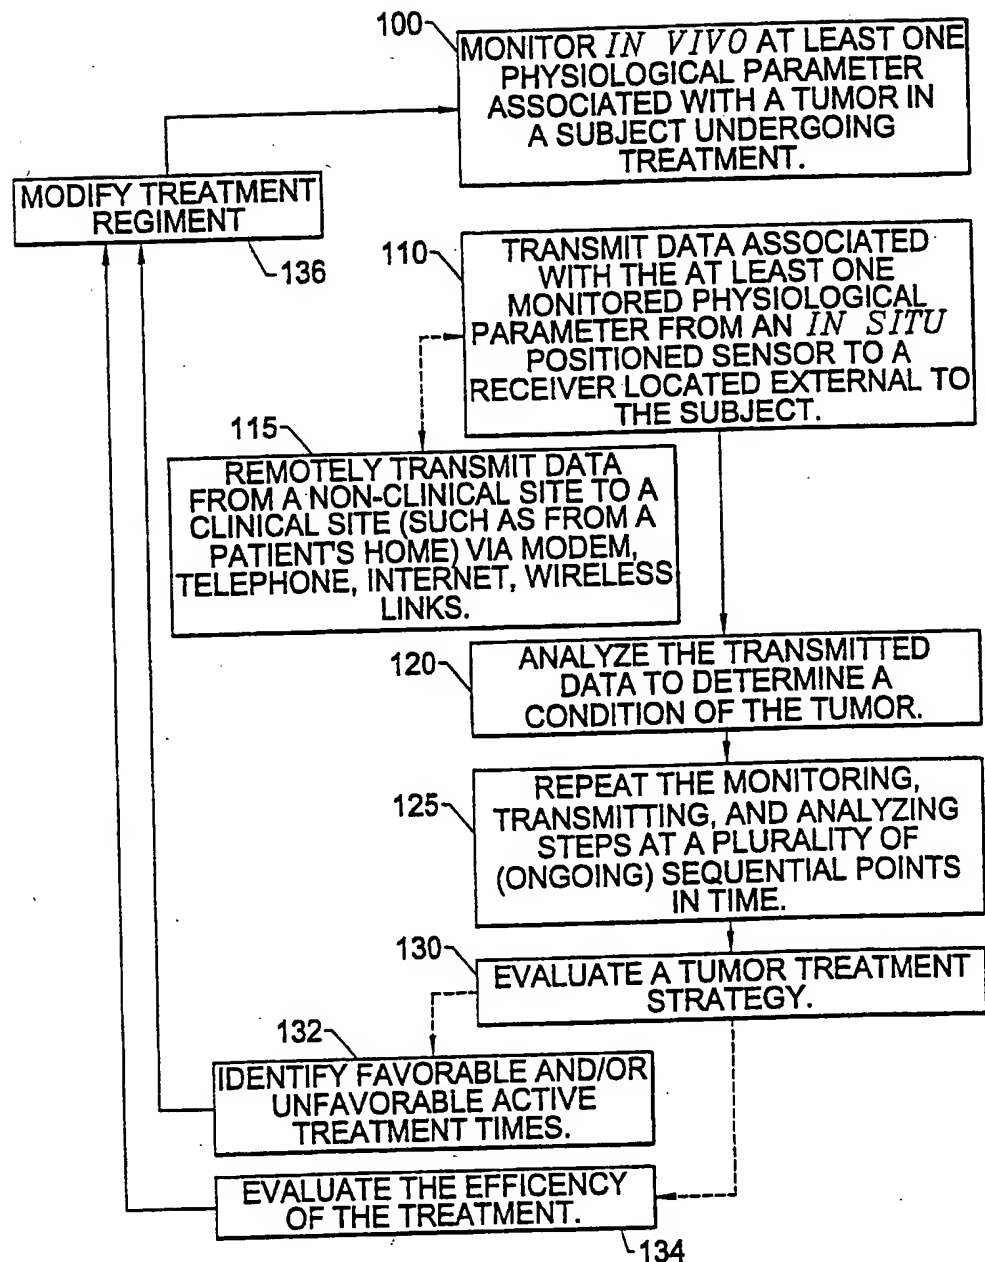 100
MONITOR IN VIVO AT LEAST ONE
PHYSIOLOGICAL PARAMETER
ASSOCIATED WITH A TUMOR IN
A SUBJECT UNDERGOING
TREATMENT.
MODIFY TREATMENT
REGIMENT
136
110
TRANSMIT DATA ASSOCIATED
WITH THE AT LEAST ONE
MONITORED PHYSIOLOGICAL
PARAMETER FROM AN IN SITU
POSITIONED SENSOR TO A
RECEIVER LOCATED EXTERNAL TO
THE SUBJECT.
115
REMOTELY TRANSMIT DATA
FROM A NON-CLINICAL SITE TO A
CLINICAL SITE (SUCH AS FROM A
PATIENT'S HOME) VIA MODEM,
TELEPHONE, INTERNET, WIRELESS
LINKS.
120
ANALYZE THE TRANSMITTED
DATA TO DETERMINE A
CONDITION OF THE TUMOR.
125
REPEAT THE MONITORING,
TRANSMITTING, AND ANALYZING
STEPS AT A PLURALITY OF
(ONGOING) SEQUENTIAL POINTS
IN TIME.
130
EVALUATE A TUMOR TREATMENT
STRATEGY.
132
IDENTIFY FAVORABLE AND/OR
UNFAVORABLE ACTIVE
TREATMENT TIMES.
EVALUATE THE EFFICENCY
OF THE TREATMENT.
134